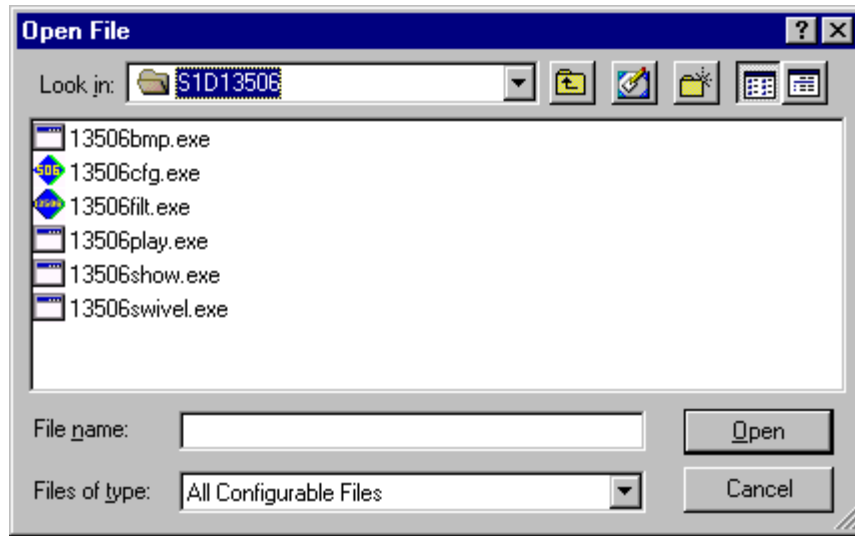 Open File
Look in: S1D13506
13506bmp.exe
13506cfg.exe
13506filt.exe
13506play.exe
13506show.exe
13506swivel.exe
File name:
Open
Files of type: All Configurable Files
Cancel